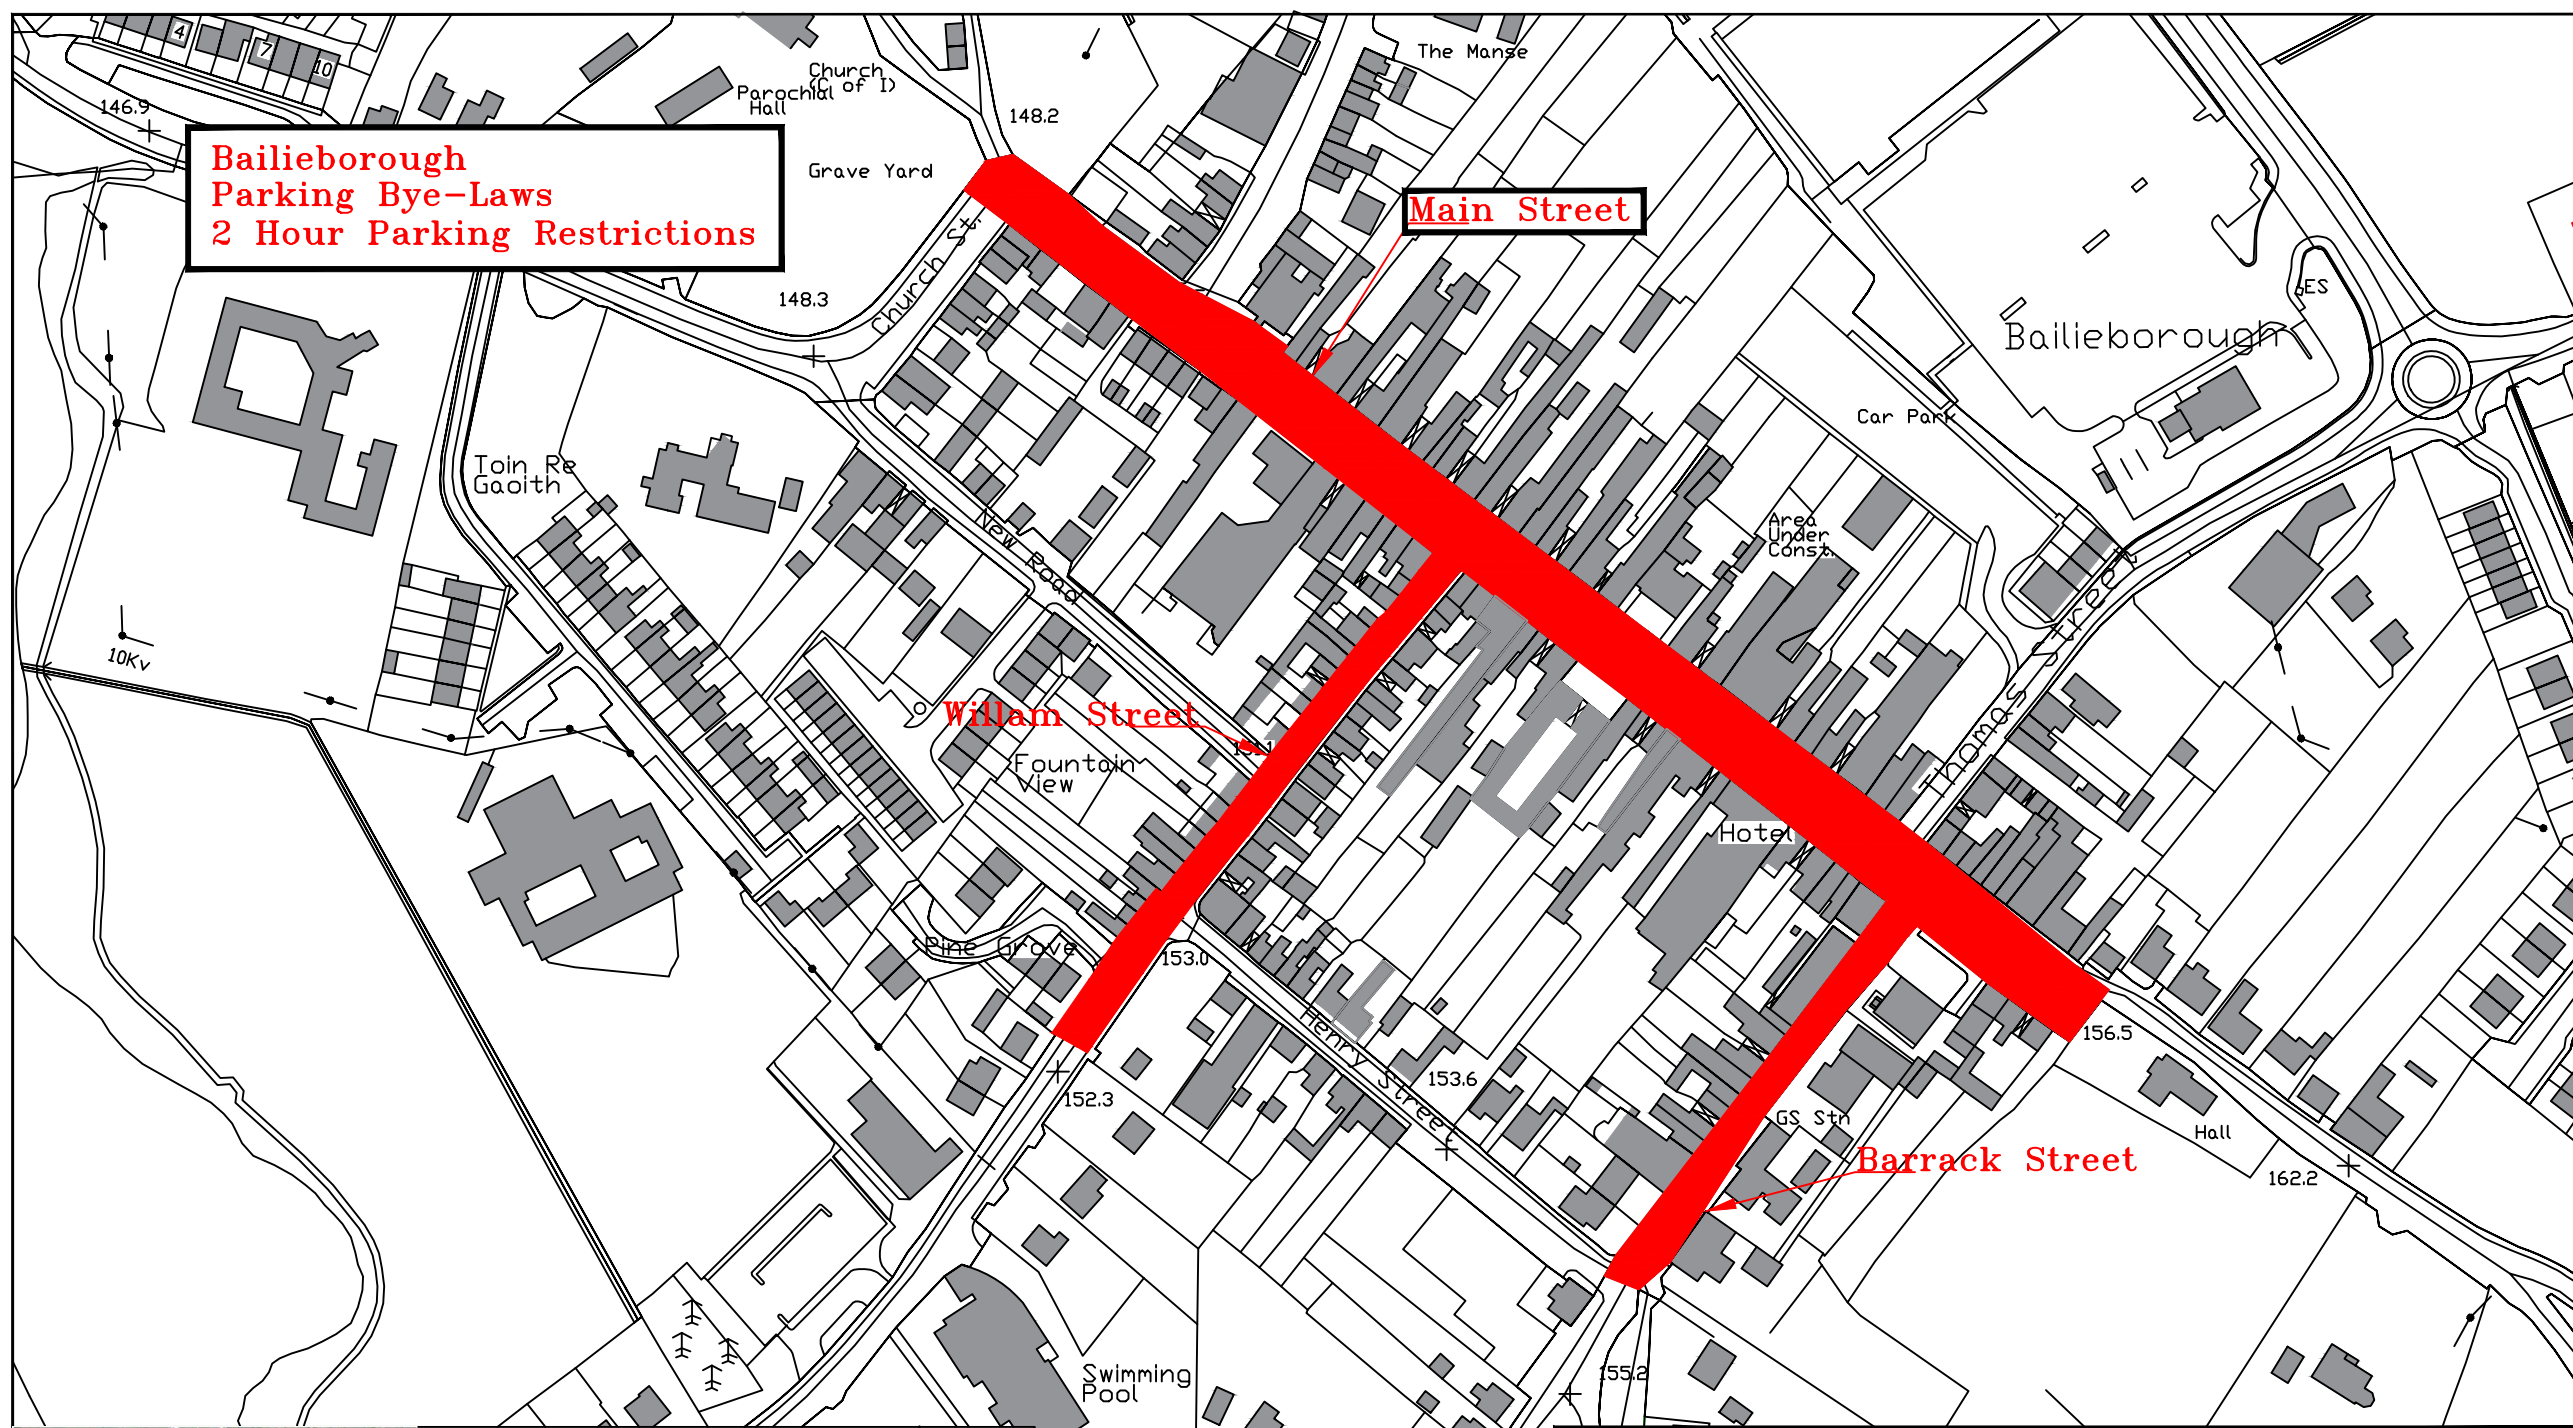 4
7
10
146.9
Church
(C of I)
Parochial
Hall
148.2
The Manse
Bailieborough
Parking Bye-Laws
2 Hour Parking Restrictions
Grave Yard
Main Street
Church St.
148.3
ES
Bailieborough
Car Park
Toin Re
Gaoith
New Road
Area
Under
Const.
Thomas Street
10Kv
Willam Street
Fountain
View
Hotel
Pine Grove
153.0
Henry Street
156.5
153.6
152.3
GS Stn
Hall
Barrack Street
162.2
Swimming
Pool
155.2